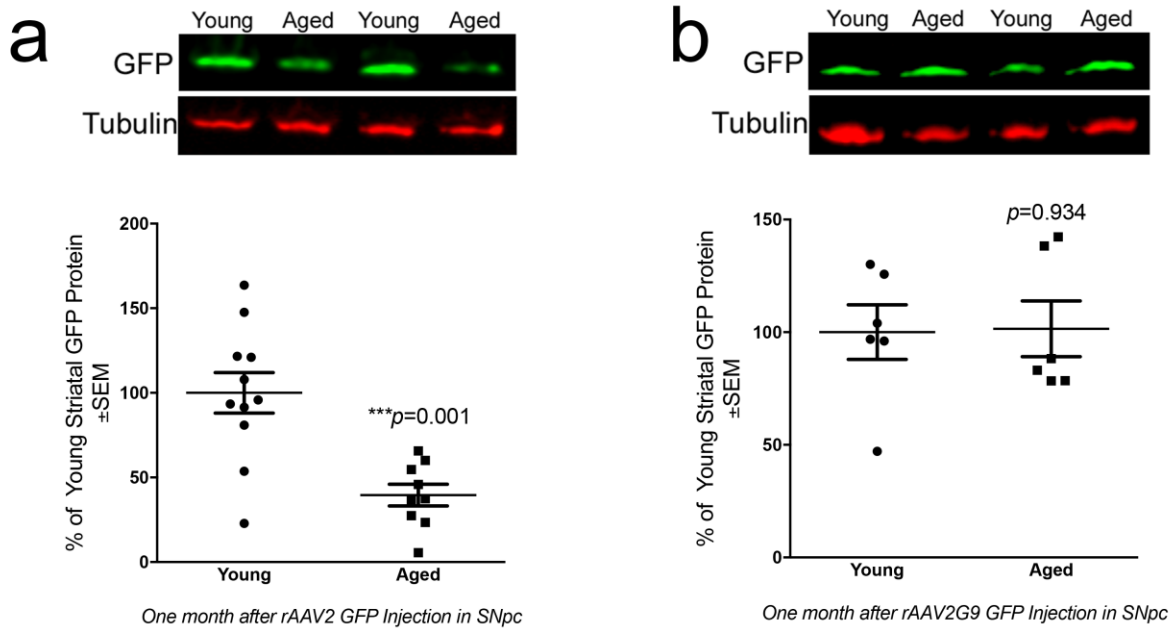 a
Young Aged Young Aged
GFP
Tubulin
200
150
100
50
0
% of Young Striatal GFP Protein
±SEM
***p=0.001
Young Aged
One month after rAAV2 GFP Injection in SNpc
b
Young Aged Young Aged
GFP
Tubulin
150
100
50
0
% of Young Striatal GFP Protein
±SEM
p=0.934
Young Aged
One month after rAAV2G9 GFP Injection in SNpc